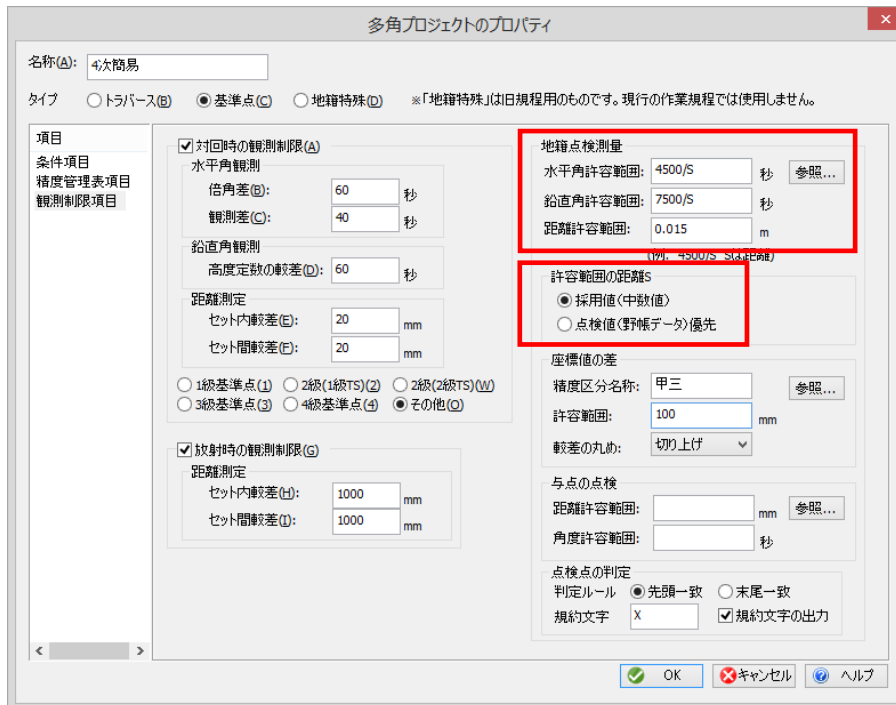 多角プロジェクトのプロパティ
名称(A): 4次簡易
タイプ トラバース(B) 基準点(C) 地籍特殊(D) ※「地籍特殊」は旧規程用のものです。現行の作業規程では使用しません。
項目
条件項目
精度管理表項目
観測制限項目
対回時の観測制限(A)
水平角観測
倍角差(B): 60 秒
観測差(C): 40 秒
鉛直角観測
高度定数の較差(D): 60 秒
距離測定
セット内較差(E): 20 mm
セット間較差(F): 20 mm
1級基準点(1) 2級(1級TS)(2) 2級(2級TS)(W)
3級基準点(3) 4級基準点(4) その他(O)
放射時の観測制限(G)
距離測定
セット内較差(H): 1000 mm
セット間較差(I): 1000 mm
地籍点検測量
水平角許容範囲: 4500/S 秒 参照...
鉛直角許容範囲: 7500/S 秒
距離許容範囲: 0.015 m
(例: 4500/S Sは距離)
許容範囲の距離S
採用値(中数値)
点検値(野帳データ)優先
座標値の差
精度区分名称: 甲三 参照...
許容範囲: 100 mm
較差の丸め: 切り上げ
与点の点検
距離許容範囲: mm 参照...
角度許容範囲: 秒
点検点の判定
判定ルール 先頭一致 末尾一致
規約文字 X 規約文字の出力
OK キャンセル ヘルプ